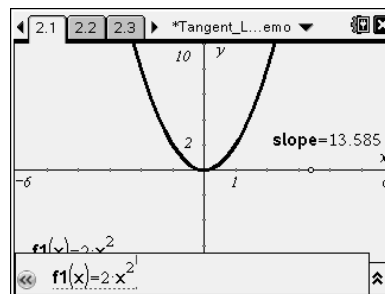 2.1 2.2 2.3 *Tangent_L...emo
10 y
2
slope=13.585
x
-6 1
f1(x)=2·x²
f1(x)=2·x²